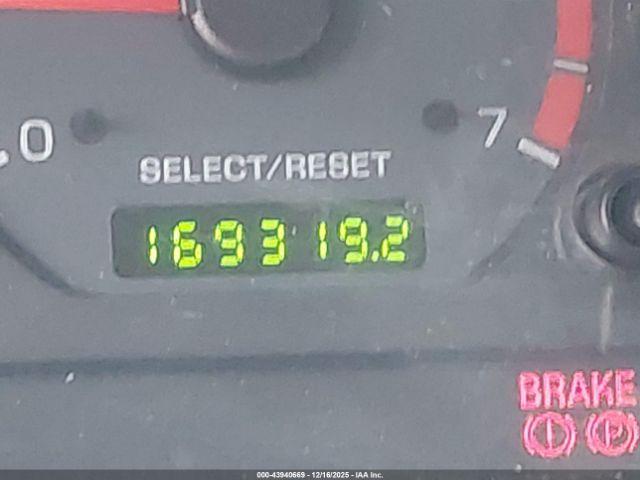 0 7
SELECT/RESET
169319.2
BRAKE
000-43940669 - 12/16/2025 - IAA Inc.